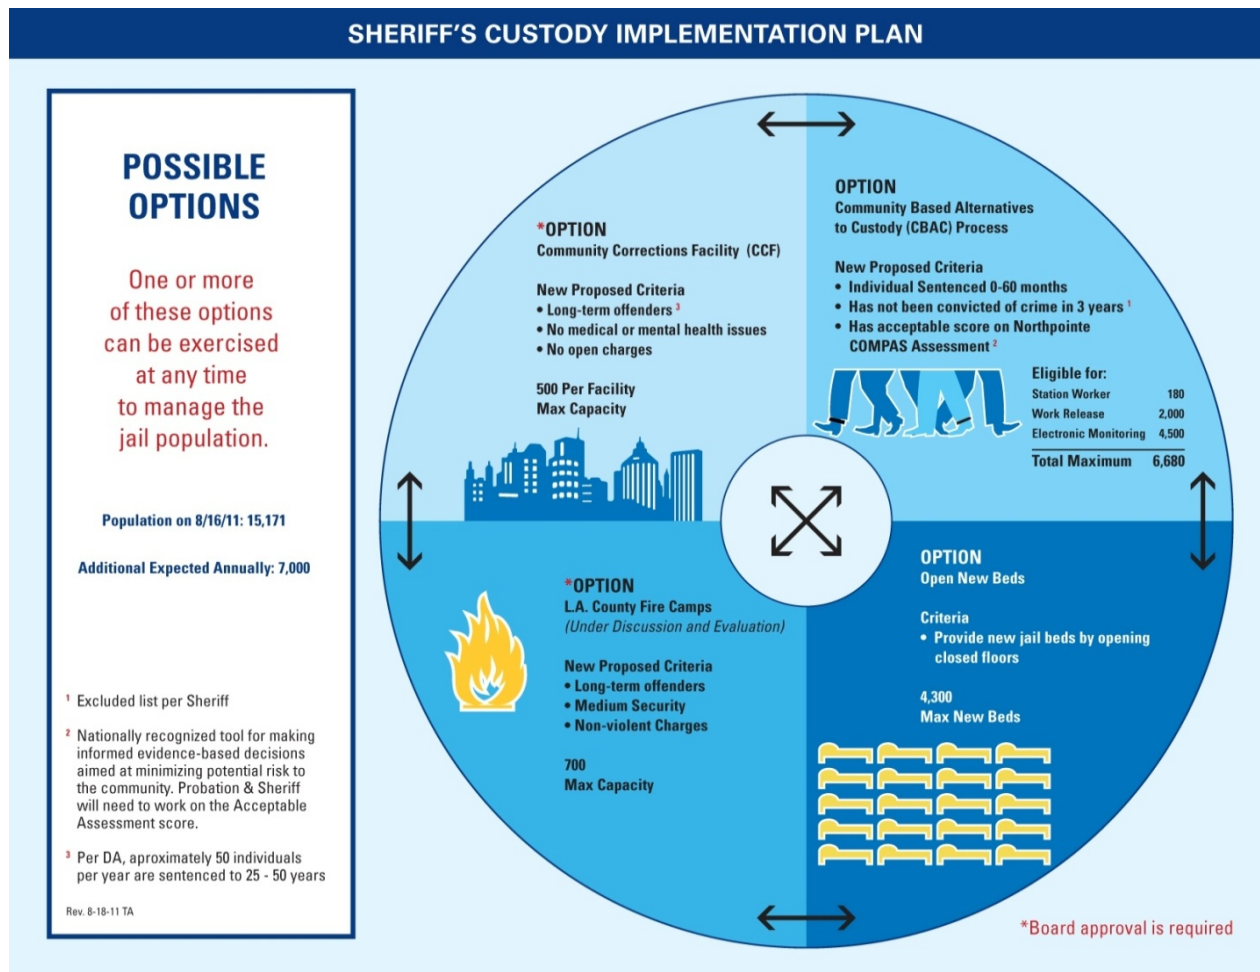 SHERIFF'S CUSTODY IMPLEMENTATION PLAN
POSSIBLE
OPTIONS
One or more
of these options
can be exercised
at any time
to manage the
jail population.
Population on 8/16/11: 15,171
Additional Expected Annually: 7,000
1 Excluded list per Sheriff
2 Nationally recognized tool for making
informed evidence-based decisions
aimed at minimizing potential risk to
the community. Probation & Sheriff
will need to work on the Acceptable
Assessment score.
3 Per DA, aproximately 50 individuals
per year are sentenced to 25 - 50 years
Rev. 8-18-11 TA
*OPTION
Community Corrections Facility (CCF)
New Proposed Criteria
• Long-term offenders 3
• No medical or mental health issues
• No open charges
500 Per Facility
Max Capacity
OPTION
Community Based Alternatives
to Custody (CBAC) Process
New Proposed Criteria
• Individual Sentenced 0-60 months
• Has not been convicted of crime in 3 years 1
• Has acceptable score on Northpointe
COMPAS Assessment 2
Eligible for:
Station Worker 180
Work Release 2,000
Electronic Monitoring 4,500
Total Maximum 6,680
*OPTION
L.A. County Fire Camps
(Under Discussion and Evaluation)
New Proposed Criteria
• Long-term offenders
• Medium Security
• Non-violent Charges
700
Max Capacity
OPTION
Open New Beds
Criteria
• Provide new jail beds by opening
closed floors
4,300
Max New Beds
*Board approval is required